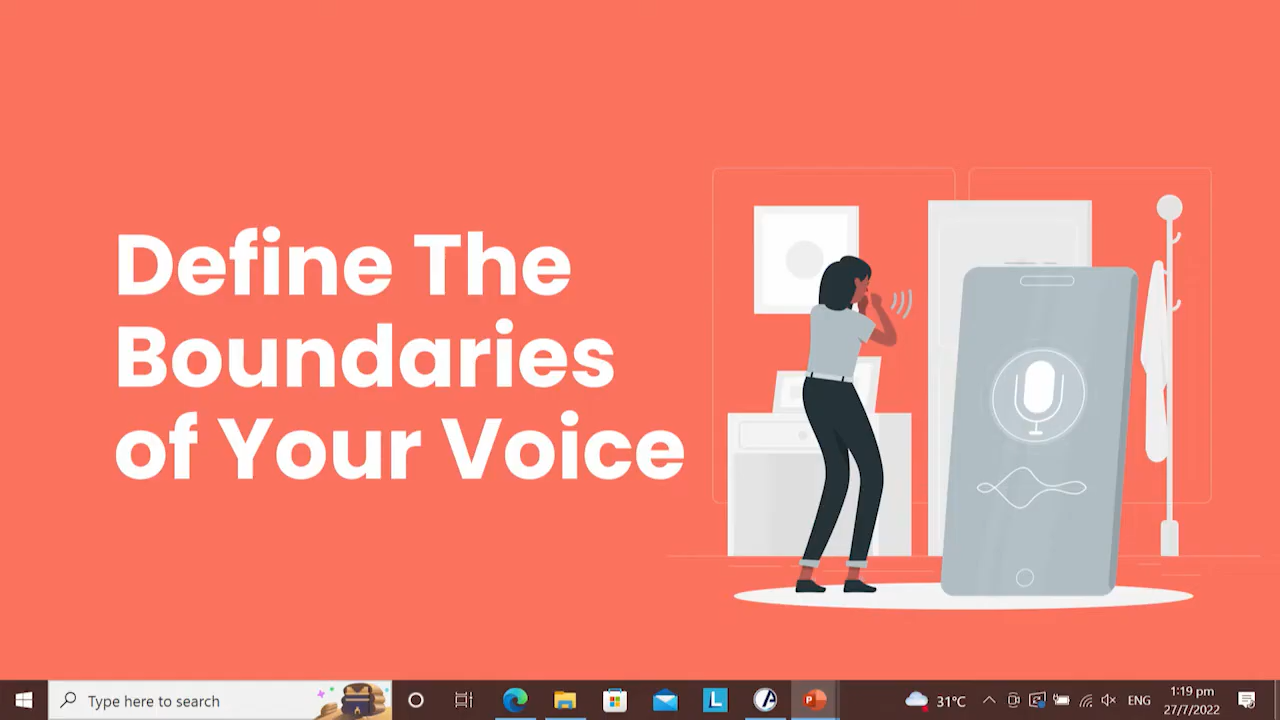 Define The
Boundaries
of Your Voice
Type here to search
L
P
31°C
ENG
1:19 pm
27/7/2022